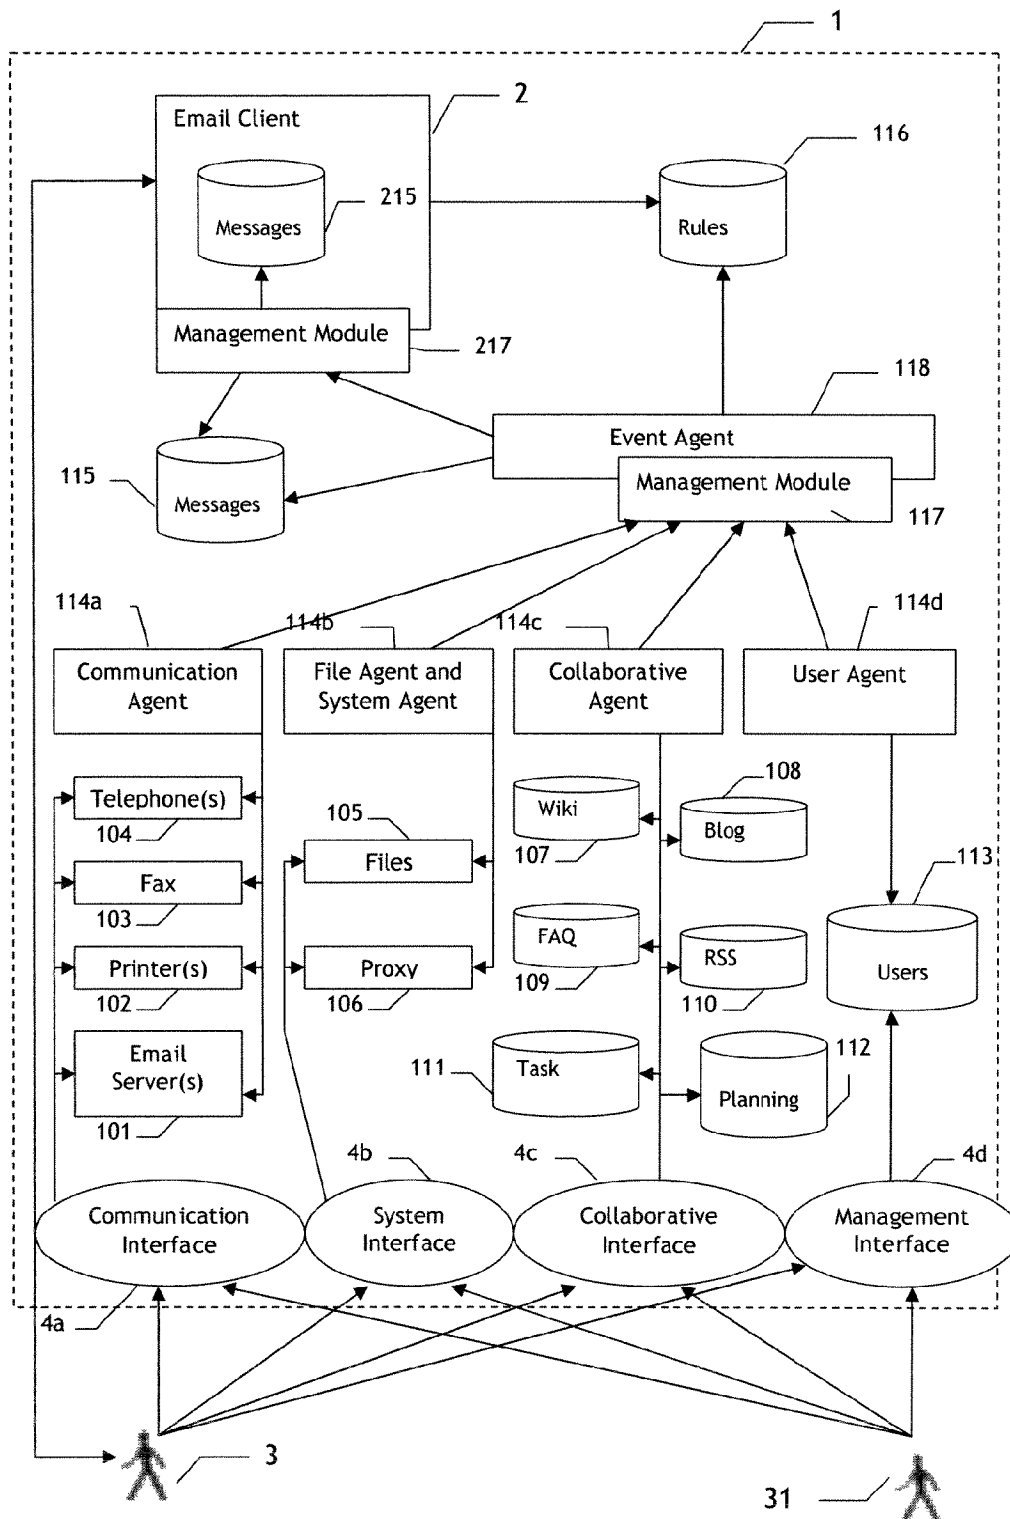 1
2
Email Client
116
215
Messages
Rules
Management Module
217
118
Event Agent
115
Messages
Management Module
117
114a
114b
114c
114d
Communication
Agent
File Agent and
System Agent
Collaborative
Agent
User Agent
Telephone(s)
104
105
Wiki
107
108
Blog
Fax
103
Files
113
FAQ
109
RSS
110
Users
Printer(s)
102
Proxy
106
Email
Server(s)
101
111
Task
112
Planning
4b
4c
4d
Communication
Interface
System
Interface
Collaborative
Interface
Management
Interface
4a
3
31